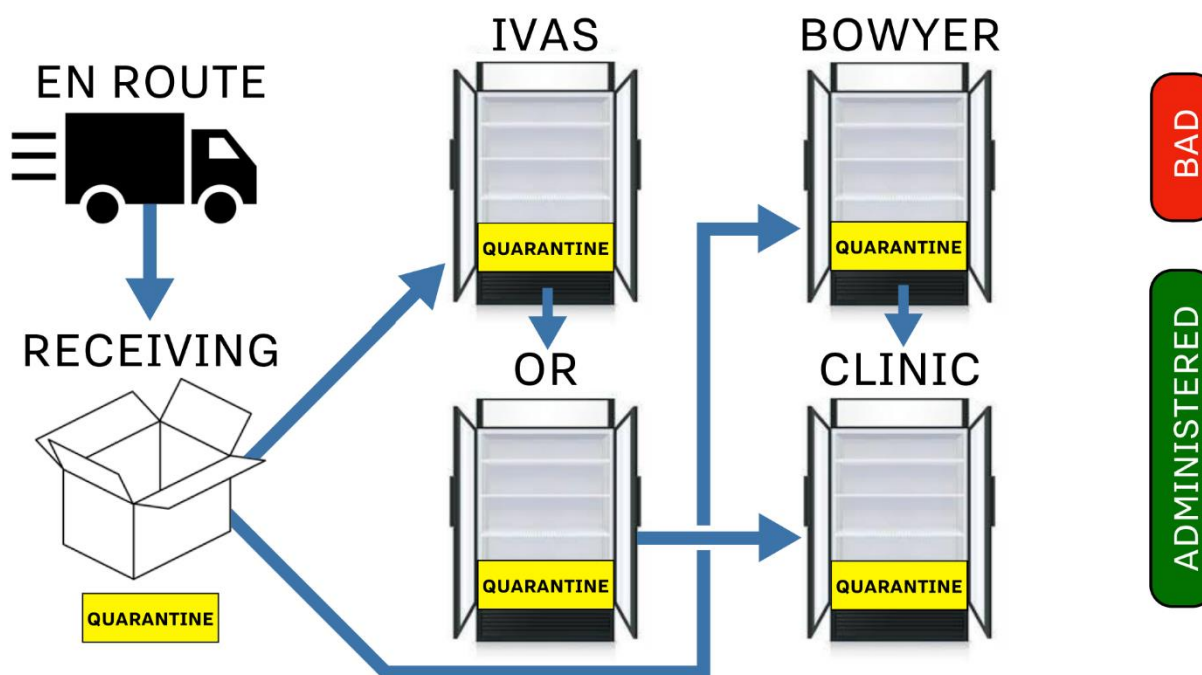 EN ROUTE
RECEIVING
QUARANTINE
IVAS
QUARANTINE
OR
QUARANTINE
BOWYER
QUARANTINE
CLINIC
QUARANTINE
BAD
ADMINISTERED